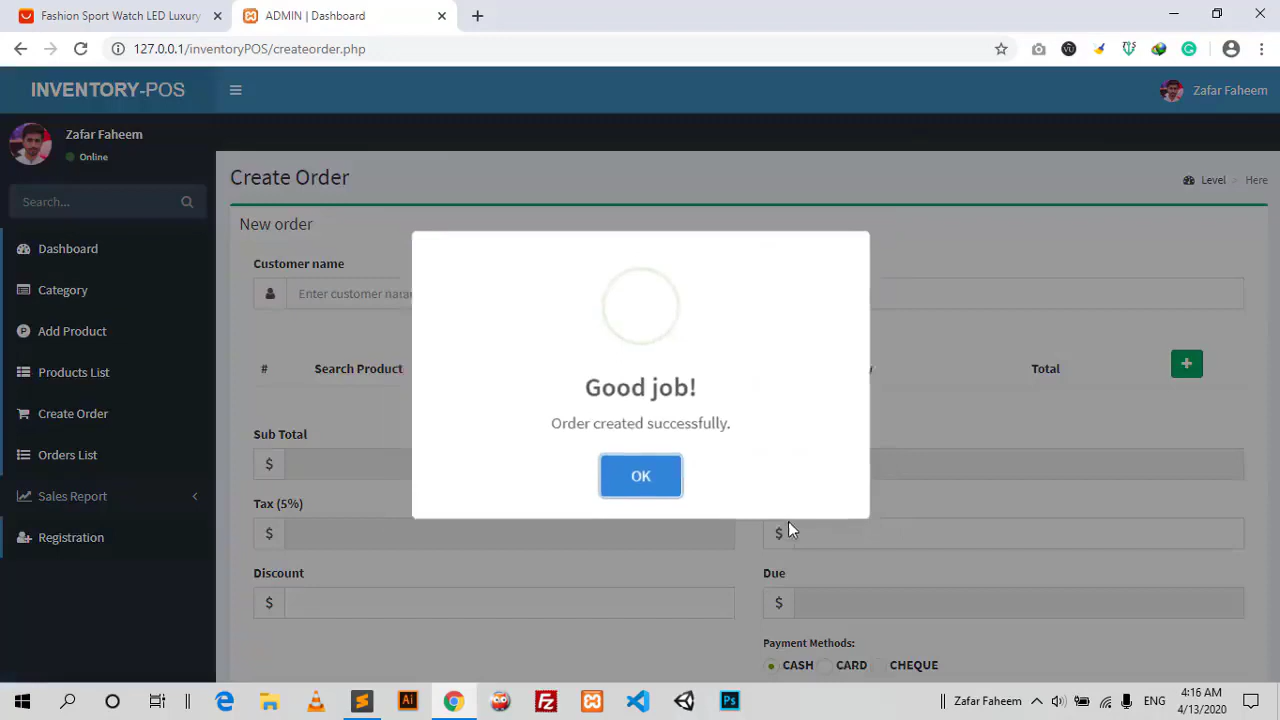 Fashion Sport Watch LED Luxury
ADMIN | Dashboard
127.0.0.1/inventoryPOS/createorder.php
INVENTORY-POS
Zafar Faheem
Zafar Faheem
Online
Search...
Dashboard
Category
Add Product
Products List
Create Order
Orders List
Sales Report
Registration
Create Order
Level > Here
New order
Customer name
Enter customer nam
# Search Product Total
Good job!
Order created successfully.
OK
Sub Total
$
Tax (5%)
$ $
Discount Due
$ $
Payment Methods:
CASH CARD CHEQUE
Zafar Faheem ENG 4:16 AM
4/13/2020